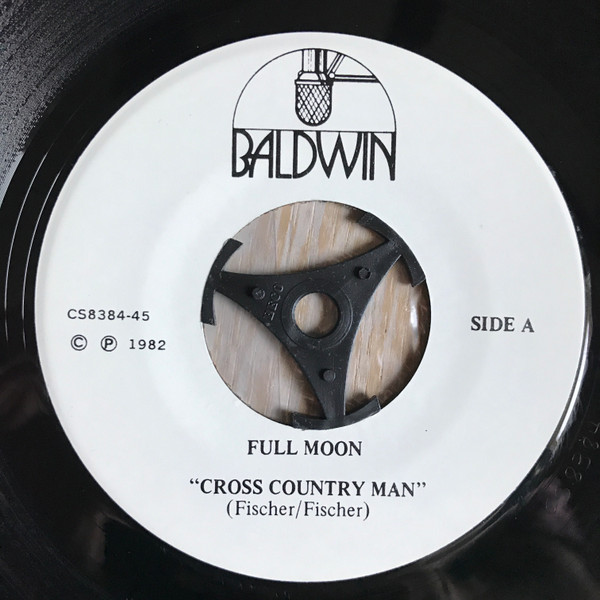 BALDWIN
CS8384-45
© ℗ 1982
SIDE A
FULL MOON
"CROSS COUNTRY MAN"
(Fischer/Fischer)